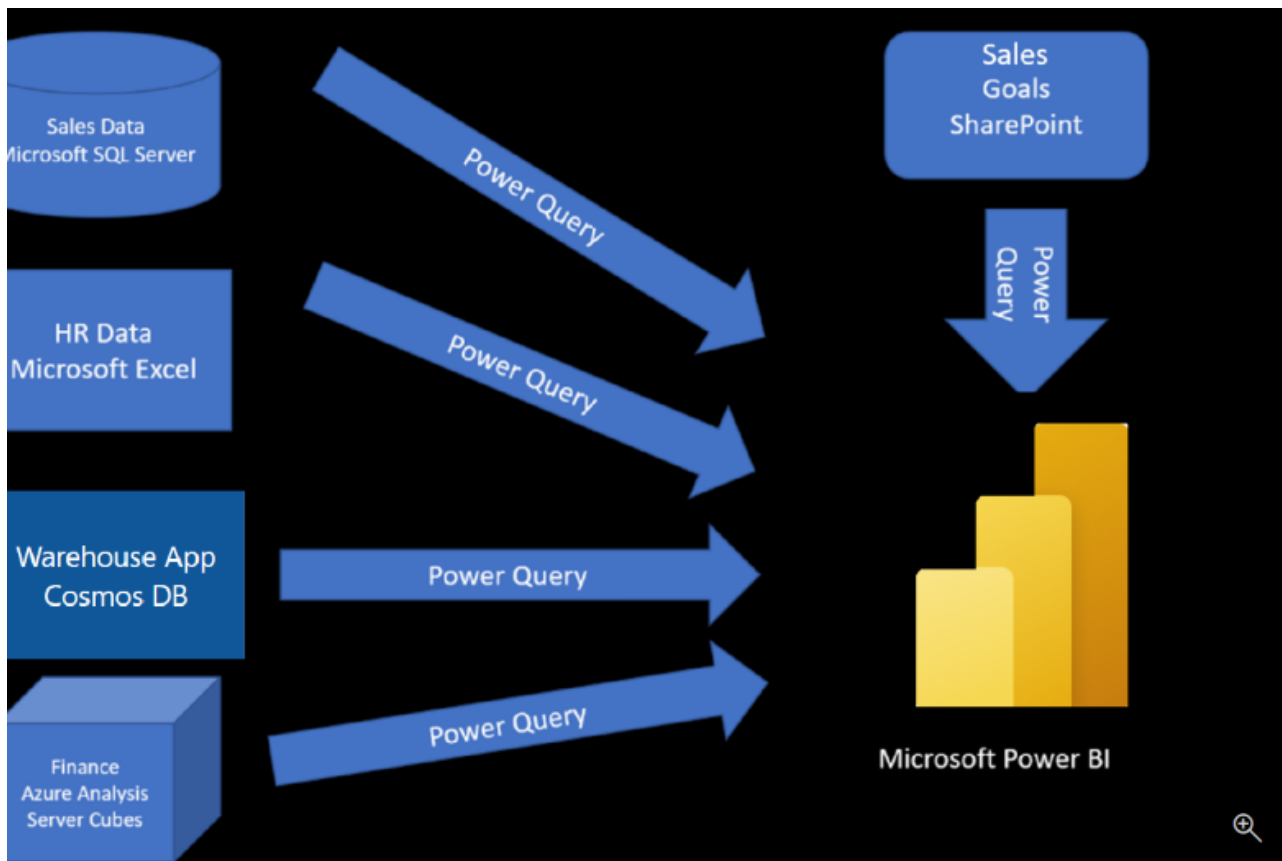 Sales Data
Microsoft SQL Server
Power Query
Sales
Goals
SharePoint
Power
Query
HR Data
Microsoft Excel
Power Query
Warehouse App
Cosmos DB
Power Query
Finance
Azure Analysis
Server Cubes
Power Query
Microsoft Power BI